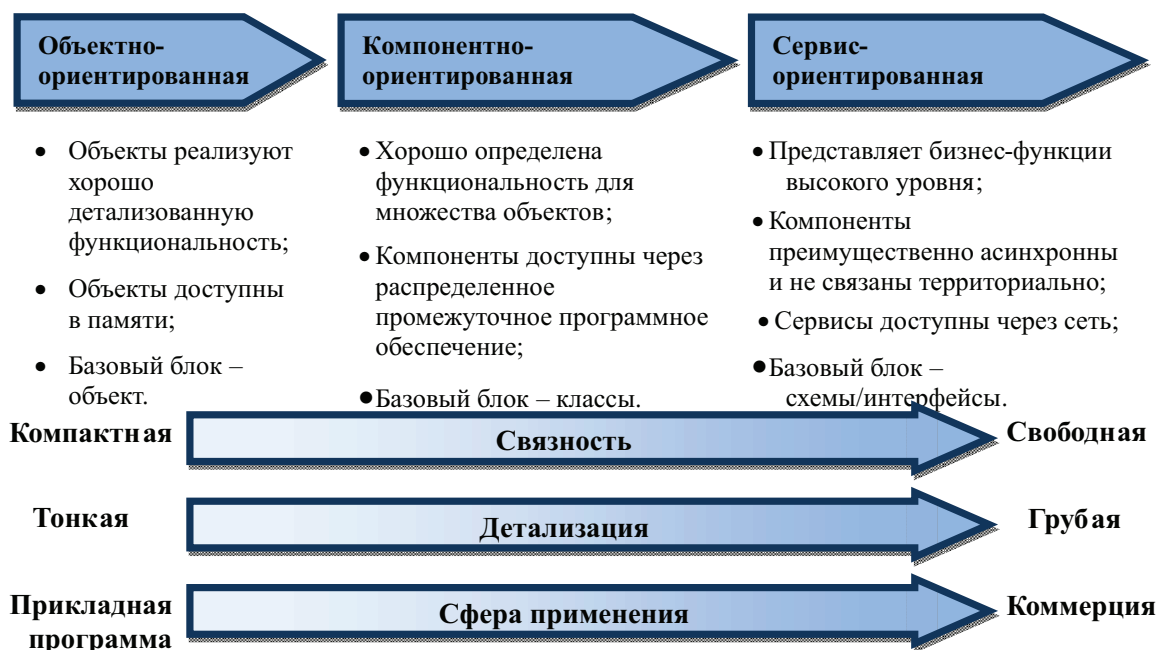 Объектно-
ориентированная
Компонентно-
ориентированная
Сервис-
ориентированная
• Объекты реализуют
хорошо
детализованную
функциональность;
• Объекты доступны
в памяти;
• Базовый блок –
объект.
• Хорошо определена
функциональность для
множества объектов;
• Компоненты доступны через
распределенное
промежуточное программное
обеспечение;
• Базовый блок – классы.
• Представляет бизнес-функции
высокого уровня;
• Компоненты
преимущественно асинхронны
и не связаны территориально;
• Сервисы доступны через сеть;
• Базовый блок –
схемы/интерфейсы.
Компактная
Связность
Свободная
Тонкая
Детализация
Грубая
Прикладная
программа
Сфера применения
Коммерция